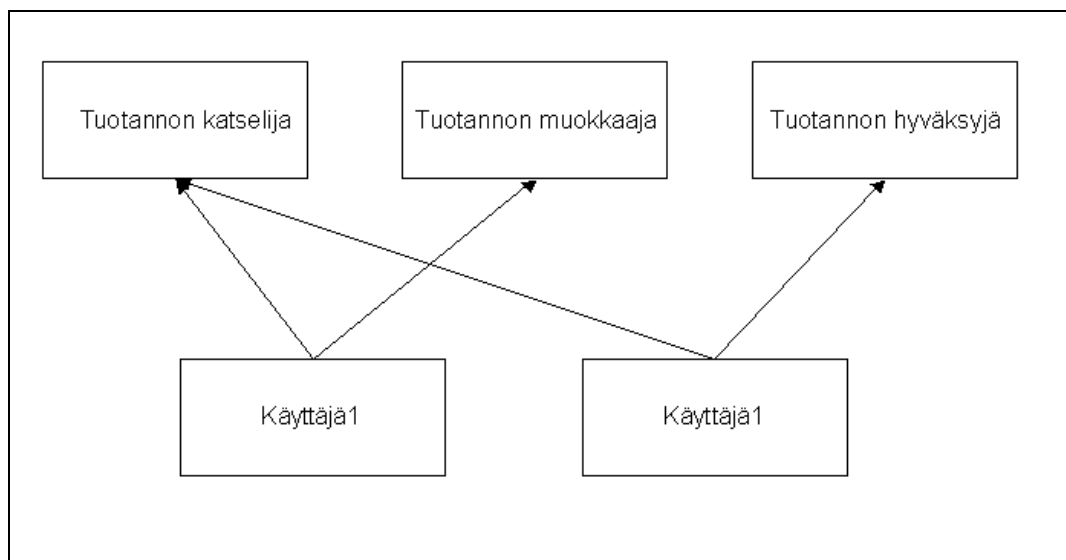 Tuotannon katselija
Tuotannon muokkaaja
Tuotannon hyväksyjä
Käyttäjä1
Käyttäjä1